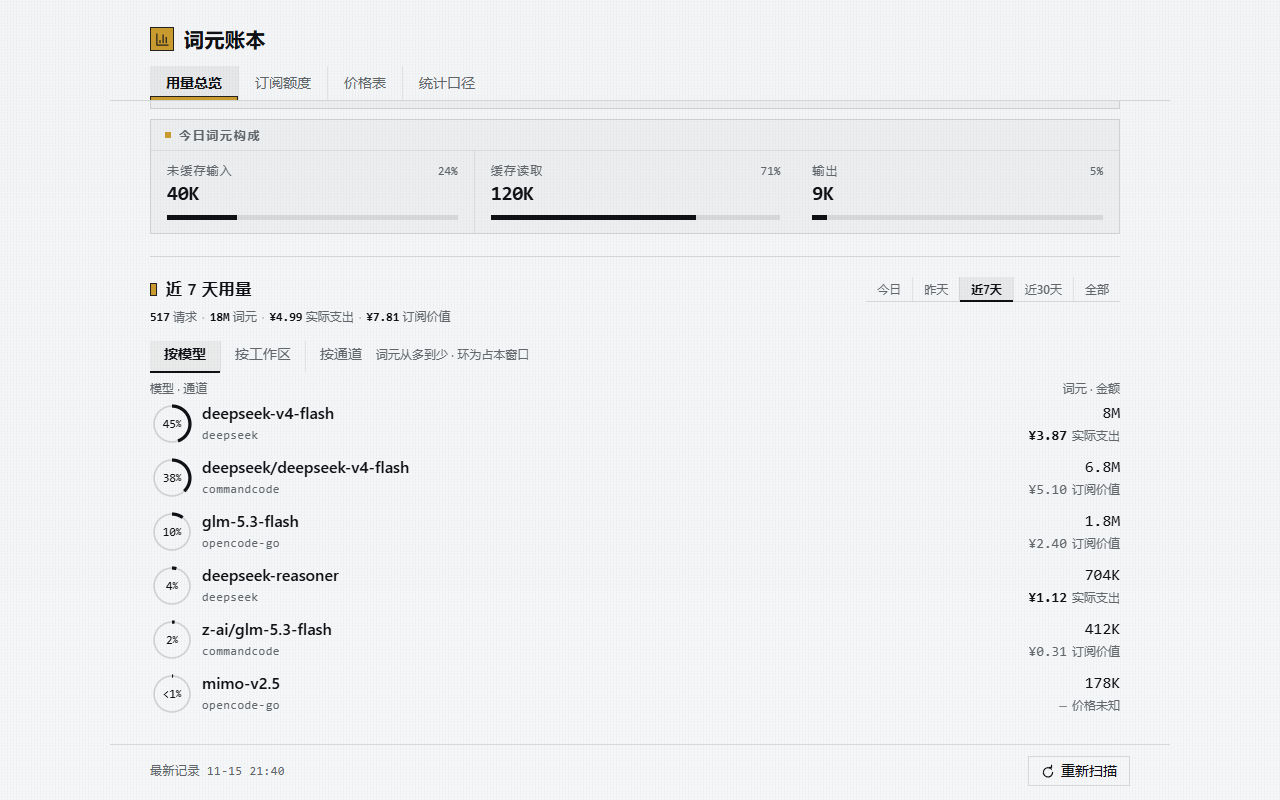 词元账本
用量总览 订阅额度 价格表 统计口径
今日词元构成
未缓存输入 24% 缓存读取 71% 输出 5%
40K 120K 9K
近 7 天用量 今日 昨天 近7天 近30天 全部
517 请求 · 18M 词元 · ¥4.99 实际支出 · ¥7.81 订阅价值
按模型 按工作区 按通道 词元从多到少 · 环为占本窗口
模型 · 通道 词元 · 金额
45% deepseek-v4-flash 8M
deepseek ¥3.87 实际支出
38% deepseek/deepseek-v4-flash 6.8M
commandcode ¥5.10 订阅价值
10% glm-5.3-flash 1.8M
opencode-go ¥2.40 订阅价值
4% deepseek-reasoner 704K
deepseek ¥1.12 实际支出
2% z-ai/glm-5.3-flash 412K
commandcode ¥0.31 订阅价值
<1% mimo-v2.5 178K
opencode-go — 价格未知
最新记录 11-15 21:40 重新扫描